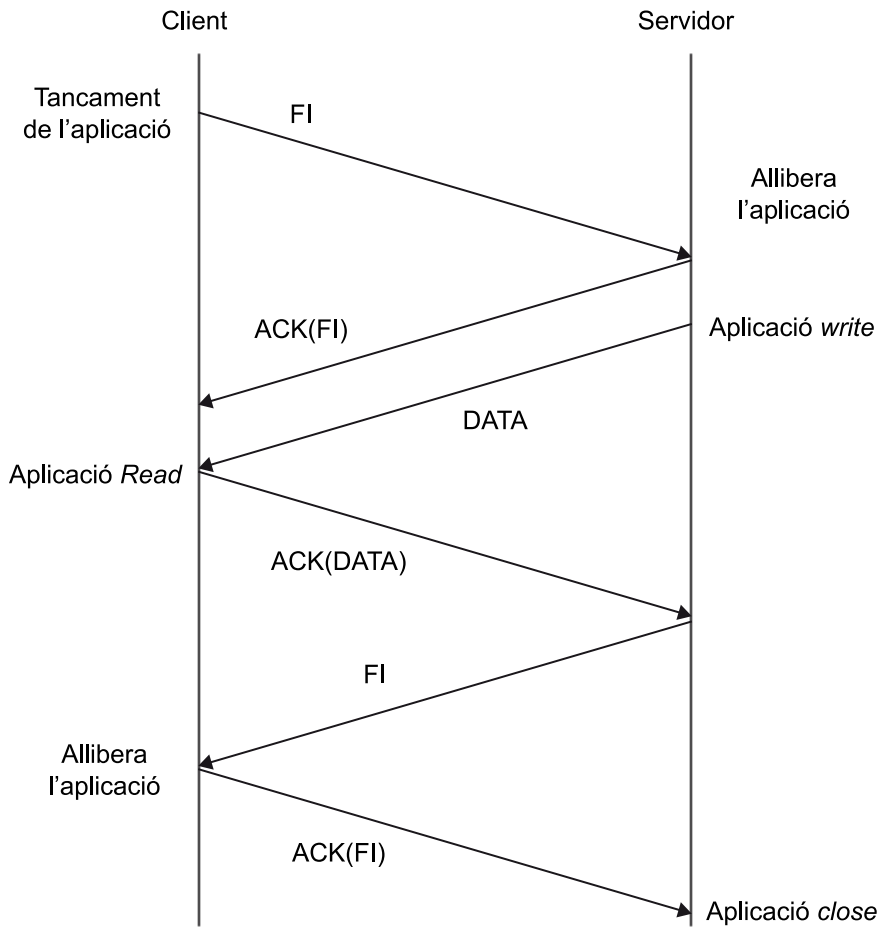 Client
Servidor
Tancament
de l’aplicació
FI
Allibera
l’aplicació
ACK(FI)
Aplicació write
DATA
Aplicació Read
ACK(DATA)
FI
Allibera
l’aplicació
ACK(FI)
Aplicació close